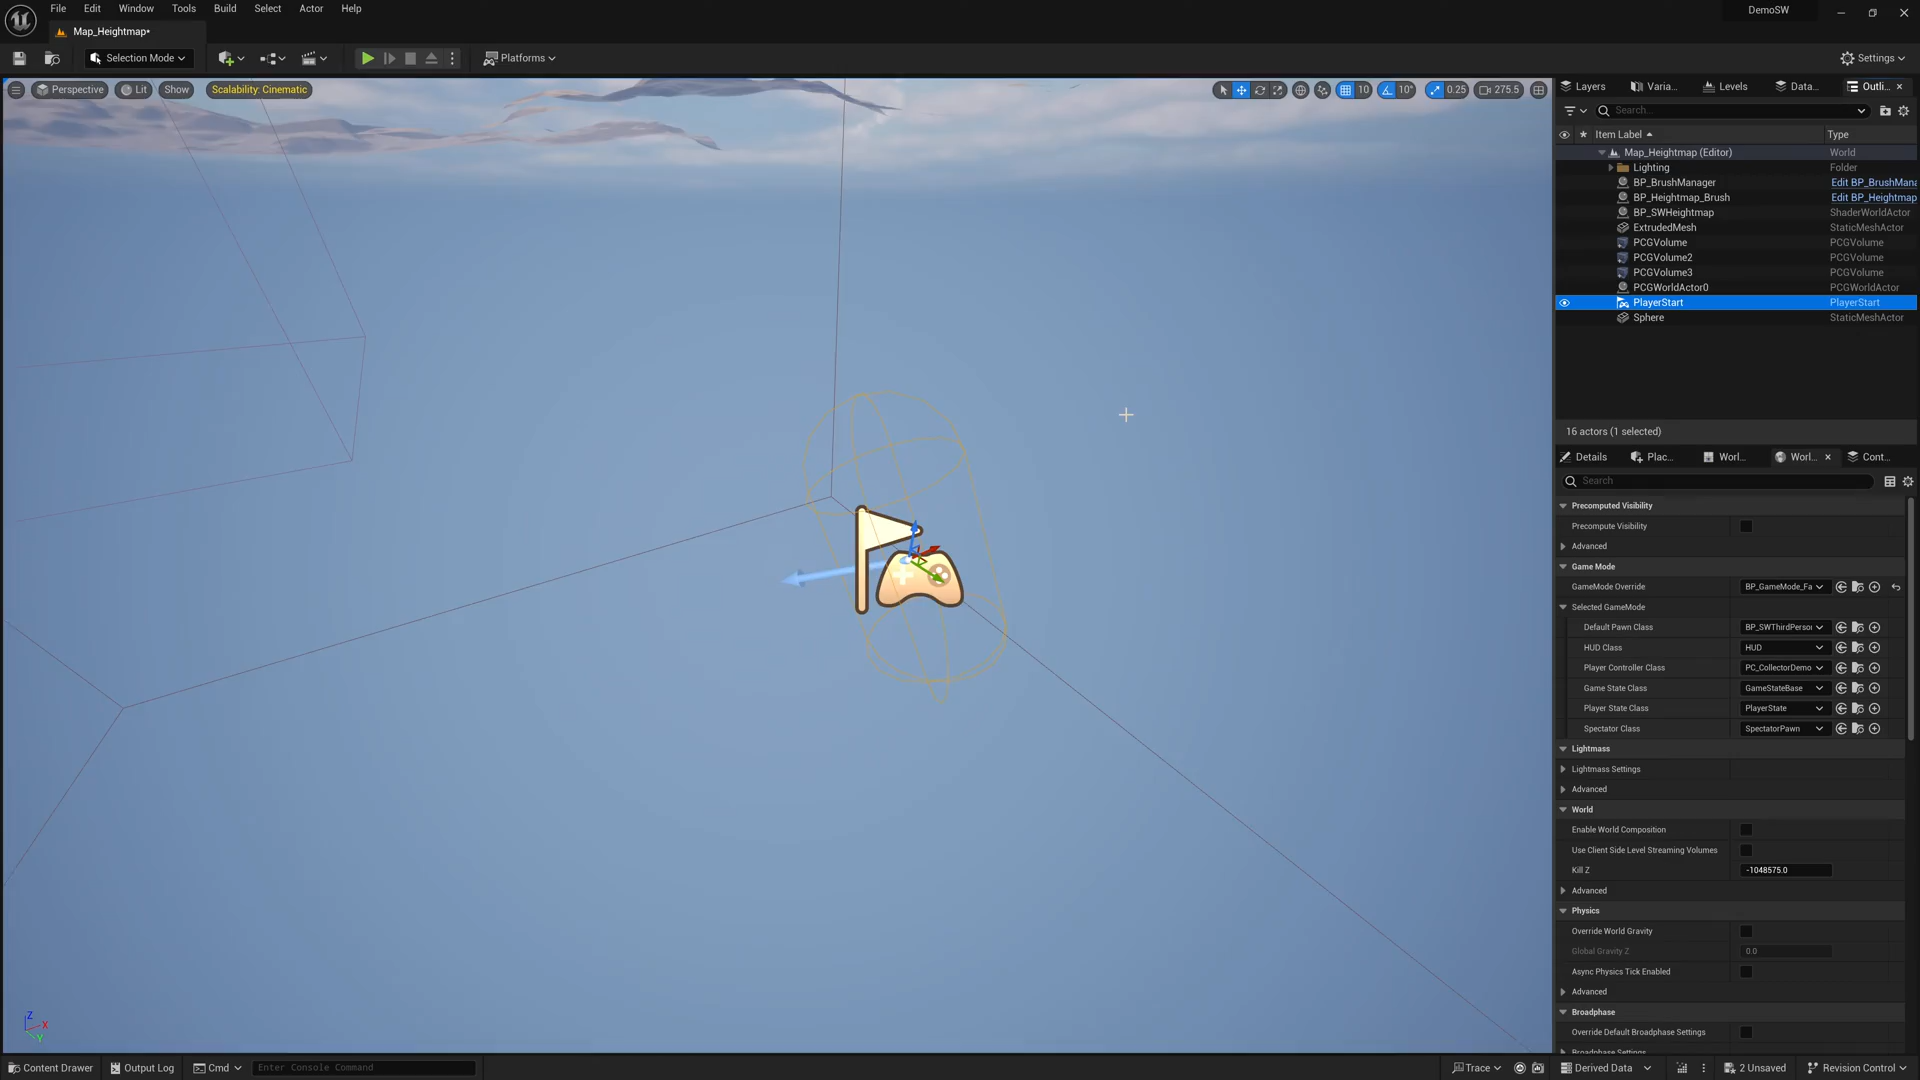 File Edit Window Tools Build Select Actor Help
DemoSW
Map_Heightmap•
Selection Mode
Platforms
Settings
Perspective Lit Show Scalability: Cinematic
10 10° 0.25 275.5
Layers Varia... Levels Data... Outli...
Search...
Item Label Type
Map_Heightmap (Editor) World
Lighting Folder
BP_BrushManager Edit BP_BrushMana
BP_Heightmap_Brush Edit BP_Heightmap
BP_SWHeightmap ShaderWorldActor
ExtrudedMesh StaticMeshActor
PCGVolume PCGVolume
PCGVolume2 PCGVolume
PCGVolume3 PCGVolume
PCGWorldActor0 PCGWorldActor
PlayerStart PlayerStart
Sphere StaticMeshActor
16 actors (1 selected)
Details Plac... Worl... Worl... Cont...
Search
Precomputed Visibility
Precompute Visibility
Advanced
Game Mode
GameMode Override BP_GameMode_Fa
Selected GameMode
Default Pawn Class BP_SWThirdPerson
HUD Class HUD
Player Controller Class PC_CollectorDemo
Game State Class GameStateBase
Player State Class PlayerState
Spectator Class SpectatorPawn
Lightmass
Lightmass Settings
Advanced
World
Enable World Composition
Use Client Side Level Streaming Volumes
Kill Z -1048575.0
Advanced
Physics
Override World Gravity
Global Gravity Z 0.0
Async Physics Tick Enabled
Advanced
Broadphase
Override Default Broadphase Settings
Broadphase Settings
Z
X
Y
Content Drawer Output Log Cmd Enter Console Command
Trace Derived Data 2 Unsaved Revision Control